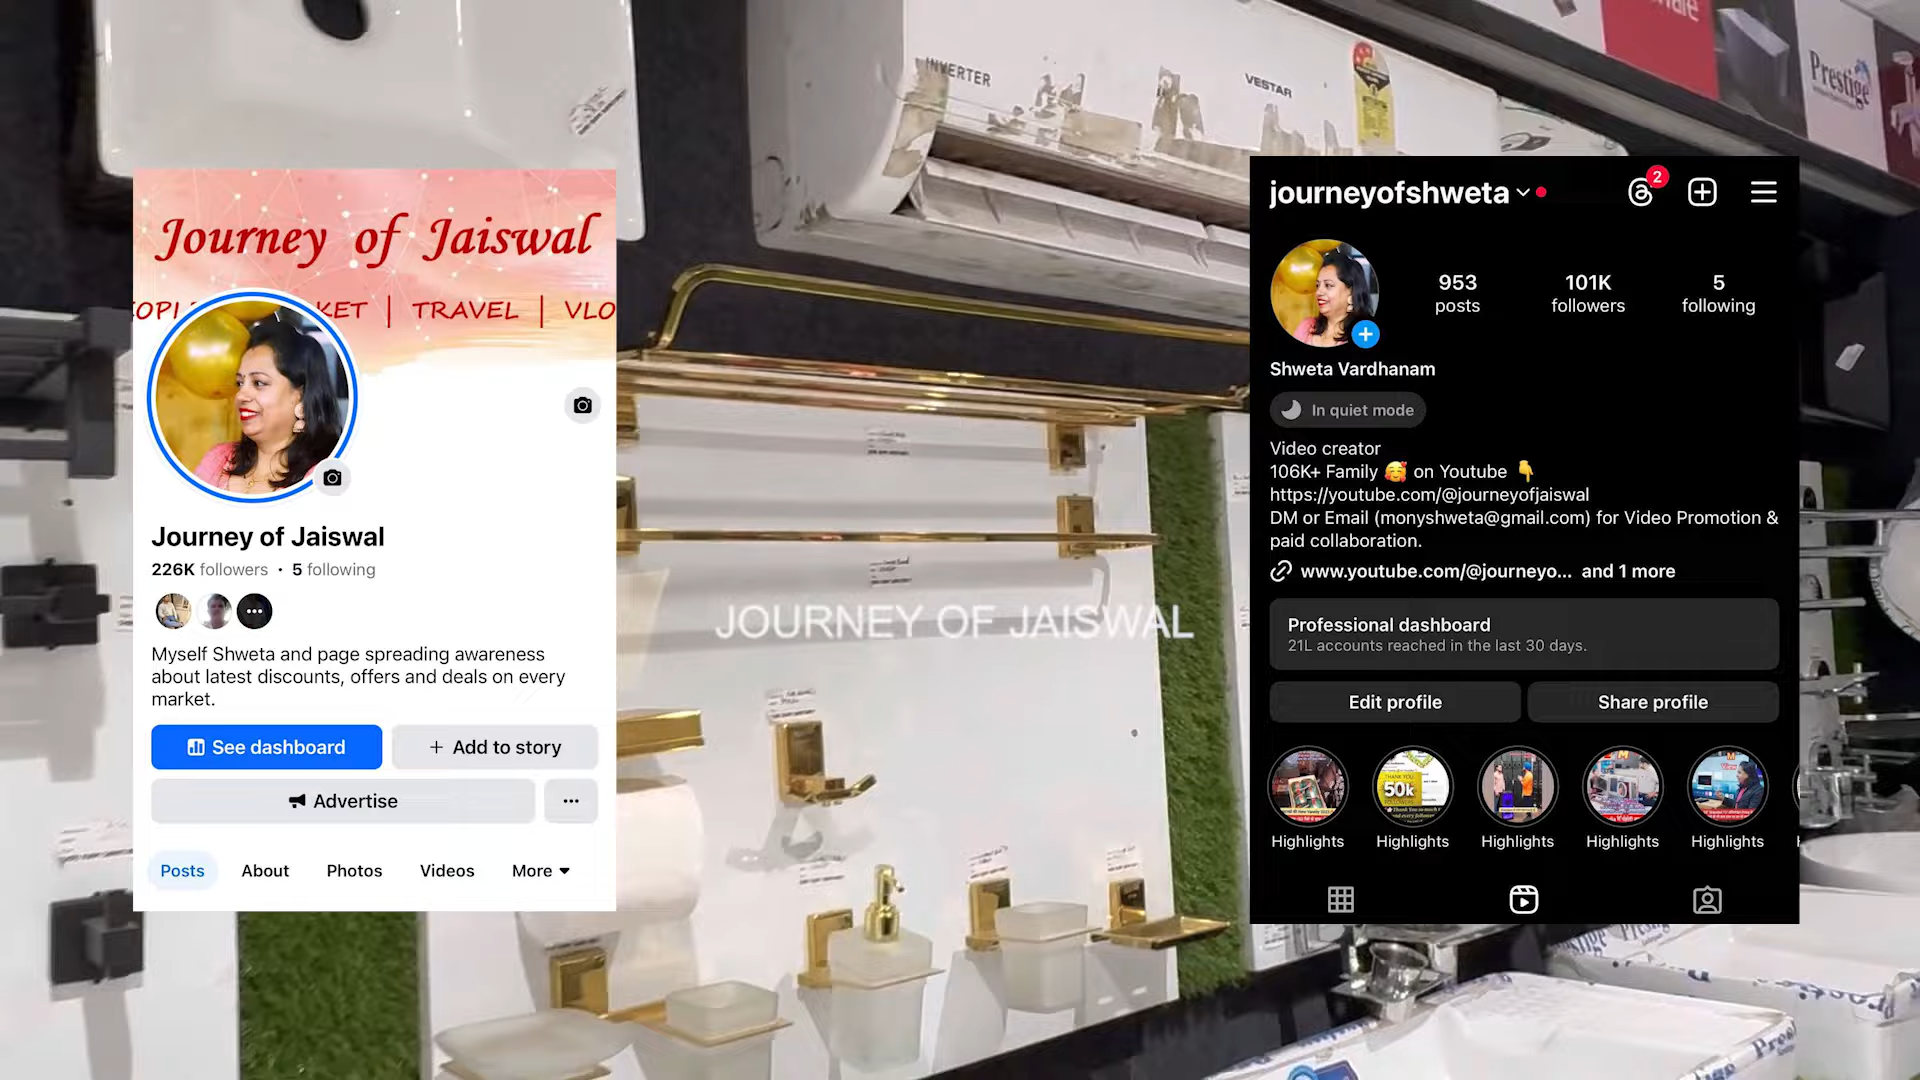 INVERTER
VESTAR
Prestige
Journey of Jaiswal
KET | TRAVEL | VLO
Journey of Jaiswal
226K followers • 5 following
Myself Shweta and page spreading awareness
about latest discounts, offers and deals on every
market.
See dashboard
+ Add to story
Advertise
Posts
About
Photos
Videos
More
JOURNEY OF JAISWAL
journeyofshweta
2
953
posts
101K
followers
5
following
Shweta Vardhanam
In quiet mode
Video creator
106K+ Family 🥰 on Youtube 👇
https://youtube.com/@journeyofjaiswal
DM or Email (monyshweta@gmail.com) for Video Promotion &
paid collaboration.
www.youtube.com/@journeyo... and 1 more
Professional dashboard
21L accounts reached in the last 30 days.
Edit profile
Share profile
THANK YOU
50k
Highlights
Highlights
Highlights
Highlights
Highlights